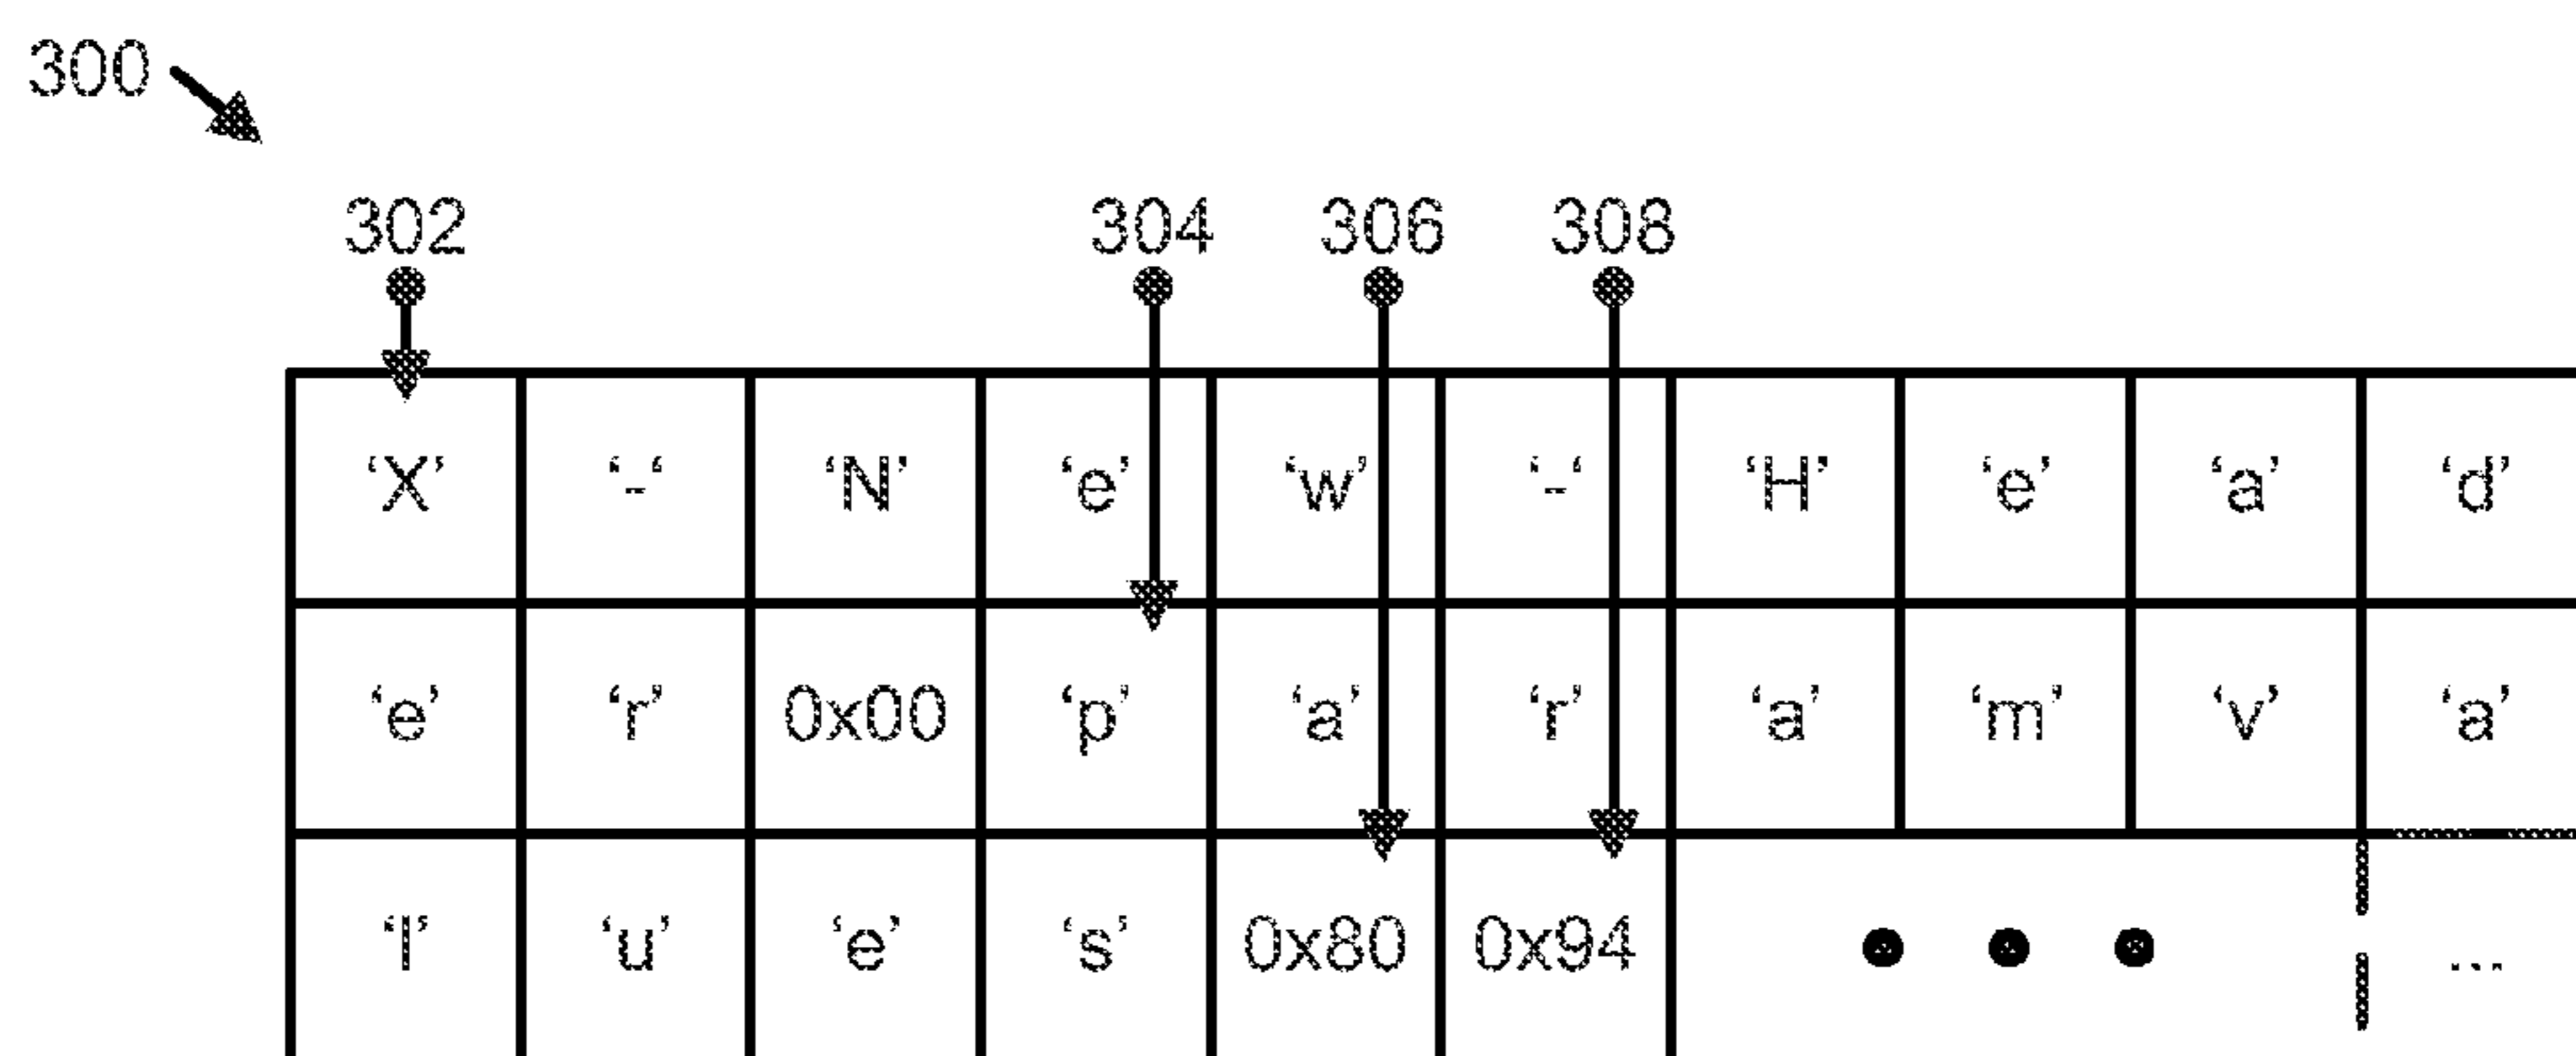 300
302 304 306 308
‘X’ ‘-‘ ‘N’ ‘e’ ‘w’ ‘-‘ ‘H’ ‘e’ ‘a’ ‘d’
‘e’ ‘r’ 0x00 ‘p’ ‘a’ ‘r’ ‘a’ ‘m’ ‘v’ ‘a’
‘l’ ‘u’ ‘e’ ‘s’ 0x80 0x94 ● ● ● ...